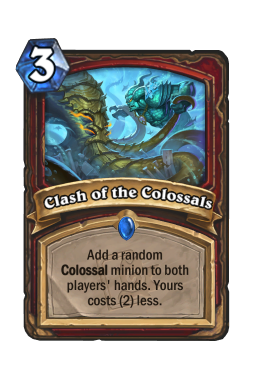 3
Clash of the Colossals
Add a random
Colossal minion to both
players' hands. Yours
costs (2) less.